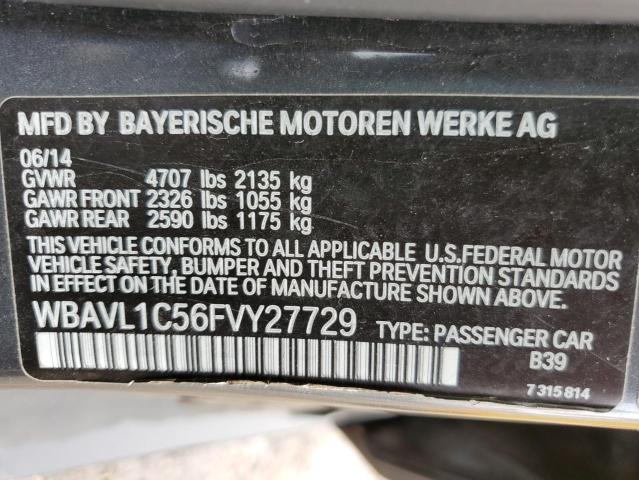 MFD BY BAYERISCHE MOTOREN WERKE AG
06/14
GVWR 4707 lbs 2135 kg
GAWR FRONT 2326 lbs 1055 kg
GAWR REAR 2590 lbs 1175 kg
THIS VEHICLE CONFORMS TO ALL APPLICABLE U.S.FEDERAL MOTOR
VEHICLE SAFETY, BUMPER AND THEFT PREVENTION STANDARDS
IN EFFECT ON THE DATE OF MANUFACTURE SHOWN ABOVE.
WBAVL1C56FVY27729 TYPE: PASSENGER CAR
B39
7 315 814